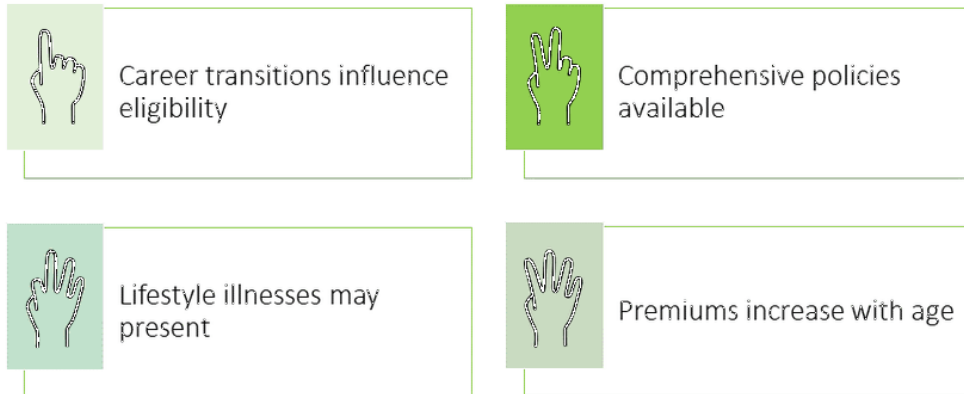 Career transitions influence
eligibility
Comprehensive policies
available
Lifestyle illnesses may
present
Premiums increase with age